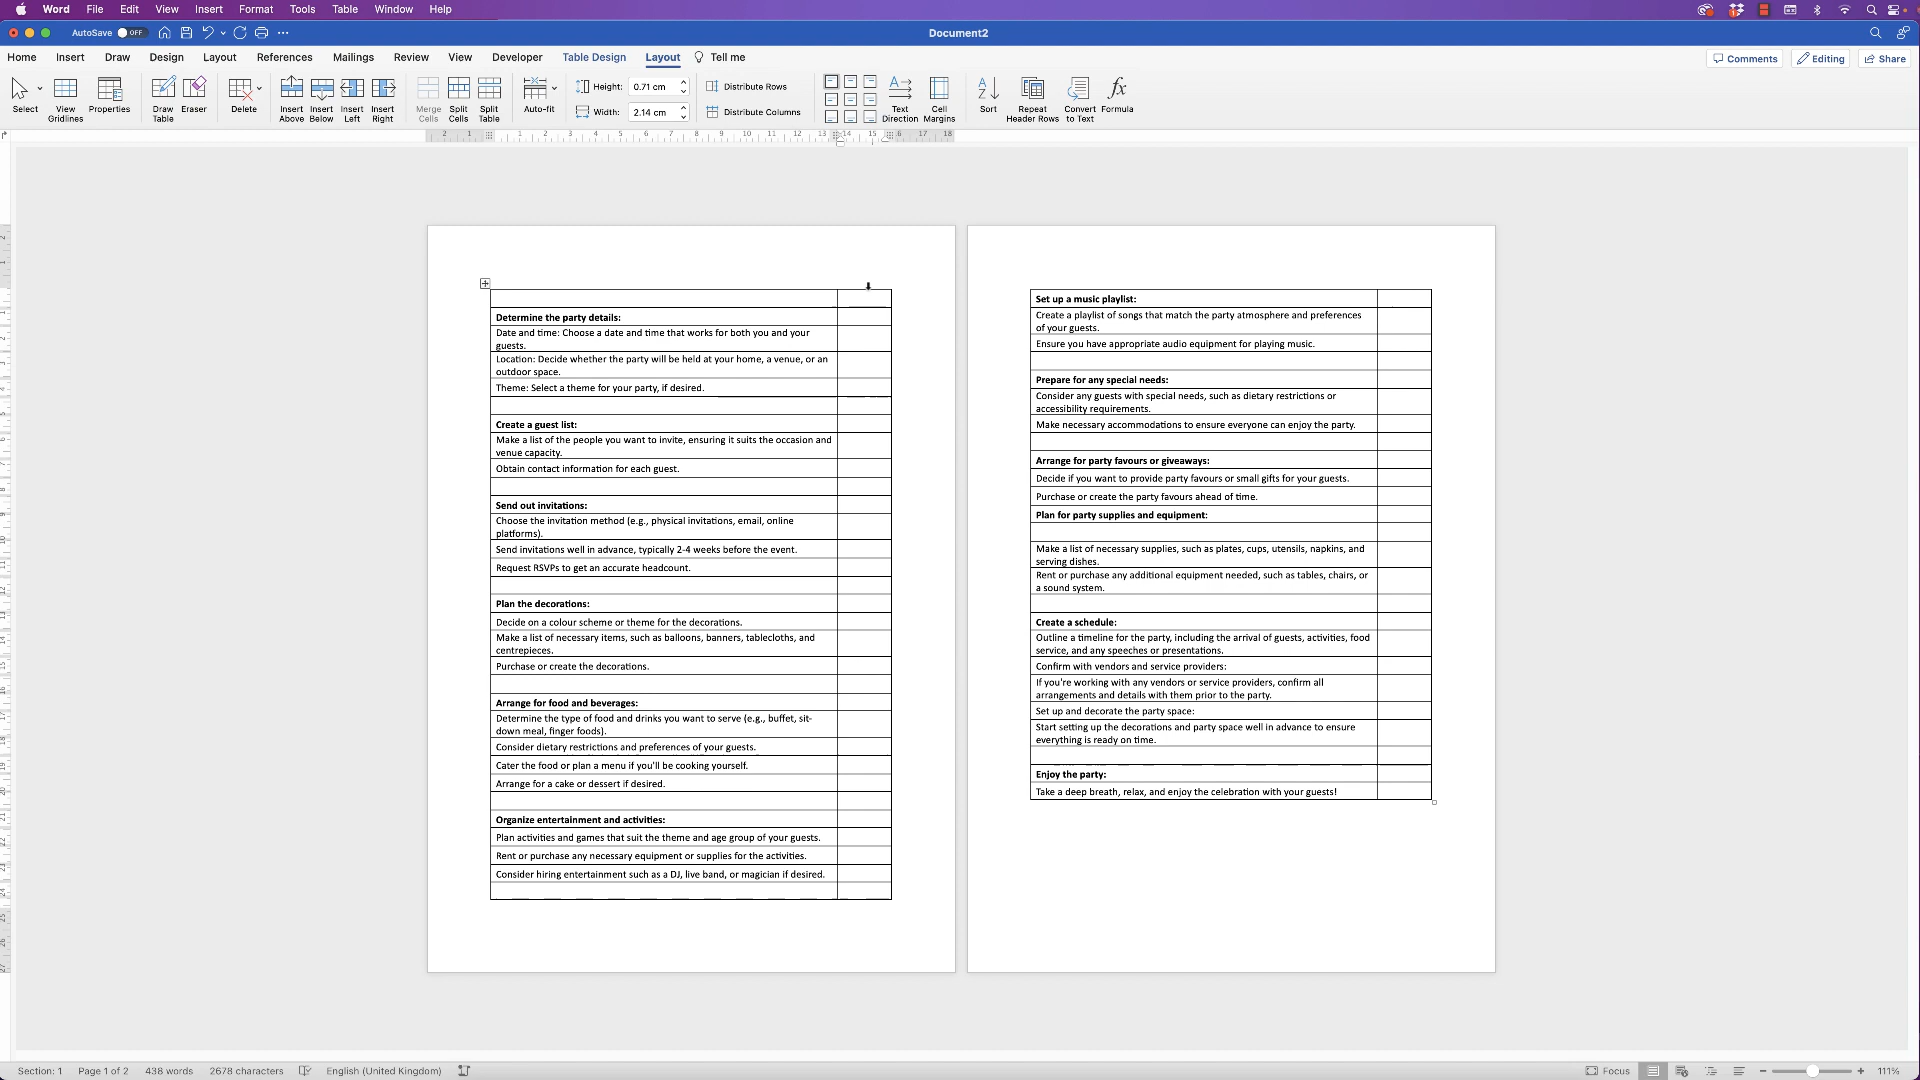 Word File Edit View Insert Format Tools Table Window Help
AutoSave OFF Document2
Home Insert Draw Design Layout References Mailings Review View Developer Table Design Layout Tell me Comments Editing Share
Select
View Gridlines
Properties
Draw Table
Eraser
Delete
Insert Above
Insert Below
Insert Left
Insert Right
Merge Cells
Split Cells
Split Table
Auto-fit
Height: 0.71 cm
Width: 2.14 cm
Distribute Rows
Distribute Columns
Text Direction
Cell Margins
Sort
Repeat Header Rows
Convert to Text
Formula
2 1 1 2 3 4 5 6 7 8 9 10 11 12 13 14 15 16 17 18
Determine the party details:
Date and time: Choose a date and time that works for both you and your
guests.
Location: Decide whether the party will be held at your home, a venue, or an
outdoor space.
Theme: Select a theme for your party, if desired.
Create a guest list:
Make a list of the people you want to invite, ensuring it suits the occasion and
venue capacity.
Obtain contact information for each guest.
Send out invitations:
Choose the invitation method (e.g., physical invitations, email, online
platforms).
Send invitations well in advance, typically 2-4 weeks before the event.
Request RSVPs to get an accurate headcount.
Plan the decorations:
Decide on a colour scheme or theme for the decorations.
Make a list of necessary items, such as balloons, banners, tablecloths, and
centrepieces.
Purchase or create the decorations.
Arrange for food and beverages:
Determine the type of food and drinks you want to serve (e.g., buffet, sit-
down meal, finger foods).
Consider dietary restrictions and preferences of your guests.
Cater the food or plan a menu if you'll be cooking yourself.
Arrange for a cake or dessert if desired.
Organize entertainment and activities:
Plan activities and games that suit the theme and age group of your guests.
Rent or purchase any necessary equipment or supplies for the activities.
Consider hiring entertainment such as a DJ, live band, or magician if desired.
Set up a music playlist:
Create a playlist of songs that match the party atmosphere and preferences
of your guests.
Ensure you have appropriate audio equipment for playing music.
Prepare for any special needs:
Consider any guests with special needs, such as dietary restrictions or
accessibility requirements.
Make necessary accommodations to ensure everyone can enjoy the party.
Arrange for party favours or giveaways:
Decide if you want to provide party favours or small gifts for your guests.
Purchase or create the party favours ahead of time.
Plan for party supplies and equipment:
Make a list of necessary supplies, such as plates, cups, utensils, napkins, and
serving dishes.
Rent or purchase any additional equipment needed, such as tables, chairs, or
a sound system.
Create a schedule:
Outline a timeline for the party, including the arrival of guests, activities, food
service, and any speeches or presentations.
Confirm with vendors and service providers:
If you're working with any vendors or service providers, confirm all
arrangements and details with them prior to the party.
Set up and decorate the party space:
Start setting up the decorations and party space well in advance to ensure
everything is ready on time.
Enjoy the party:
Take a deep breath, relax, and enjoy the celebration with your guests!
Section: 1 Page 1 of 2 438 words 2678 characters English (United Kingdom) Focus 111%